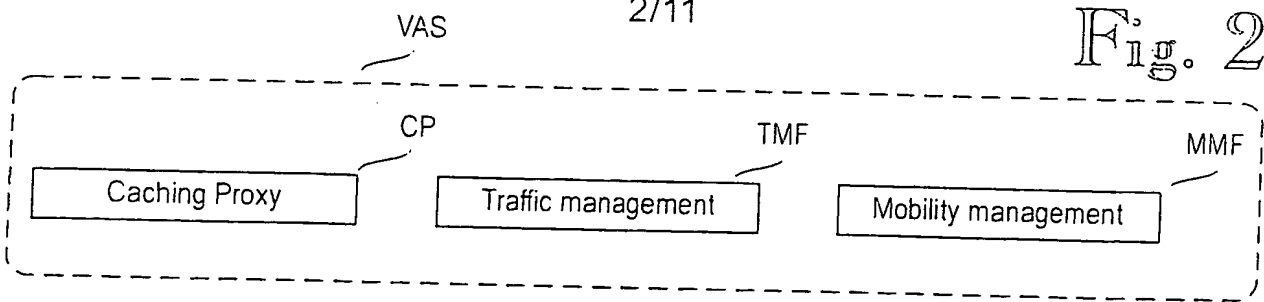 2/11
Fig. 2
VAS
CP
TMF
MMF
Caching Proxy
Traffic management
Mobility management